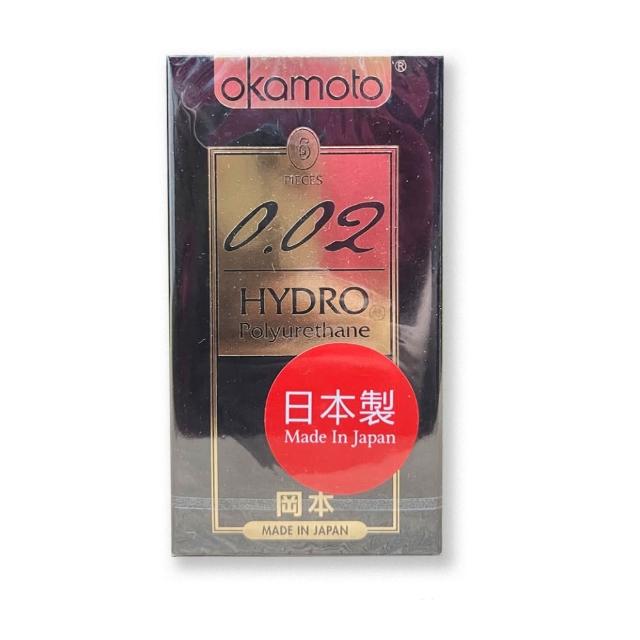 okamoto®
6
PIECES
0.02
HYDRO
Polyurethane
日本製
Made In Japan
岡本
MADE IN JAPAN